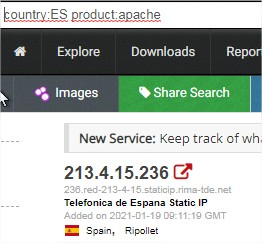 country:ES product:apache
Explore Downloads
Images Share Search
New Service: Keep track of
213.4.15.236
236.red-213-4-15.staticip.rima-tde.net
Telefonica de Espana Static IP
Added on 2021-01-19 09:11:19 GMT
Spain, Ripollet